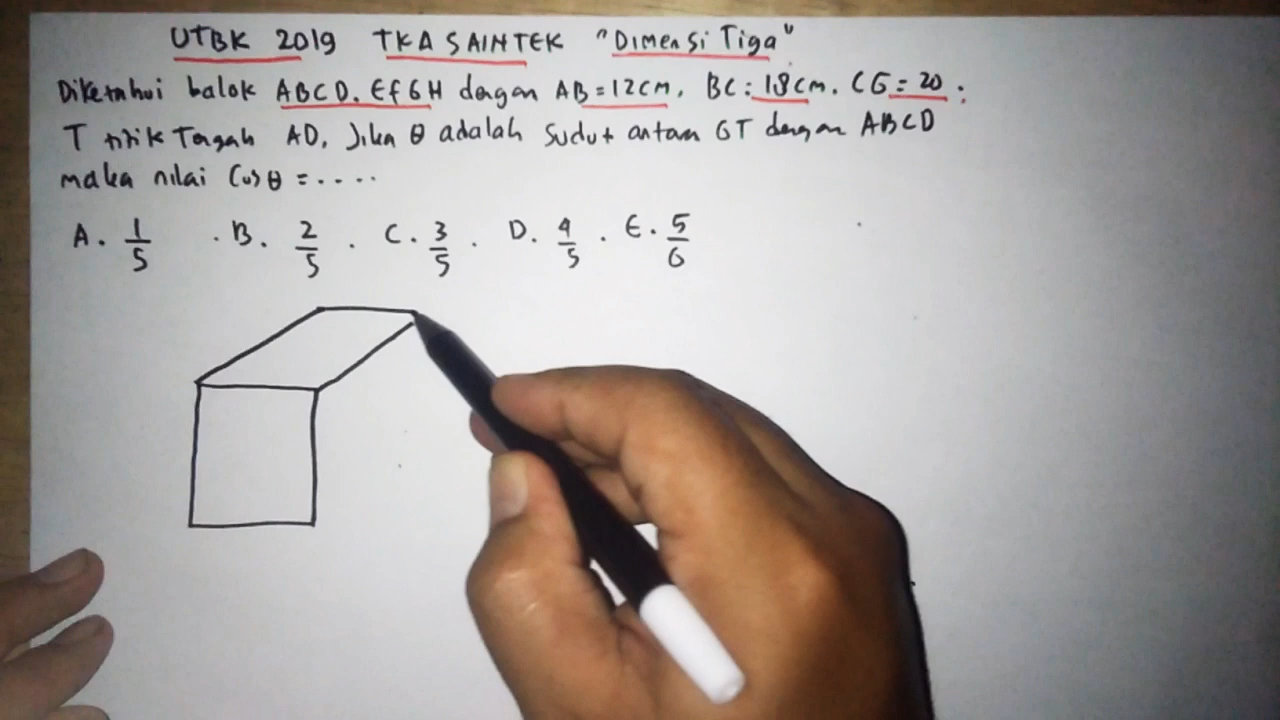 UTBK 2019 TKA SAINTEK "Dimensi Tiga"
Diketahui balok ABCD. EFGH dengan AB = 12 cm. BC = 18 cm. CG = 20.
T titik Tengah AD, Jika θ adalah Sudut antara GT dengan ABCD
maka nilai Cos θ = ....
A. 1/5 . B. 2/5 . C. 3/5 . D. 4/5 . E. 5/6